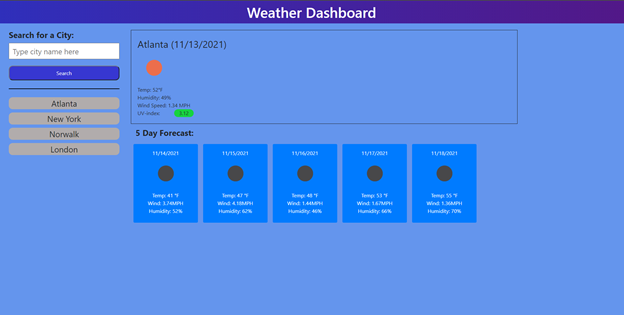 Weather Dashboard
Search for a City:
Type city name here
Search
Atlanta
New York
Norwalk
London
Atlanta (11/13/2021)
Temp: 52°F
Humidity: 49%
Wind Speed: 1.34 MPH
UV-index: 3.12
5 Day Forecast:
11/14/2021
Temp: 41 °F
Wind: 3.74MPH
Humidity: 52%
11/15/2021
Temp: 47 °F
Wind: 4.18MPH
Humidity: 62%
11/16/2021
Temp: 48 °F
Wind: 1.44MPH
Humidity: 46%
11/17/2021
Temp: 53 °F
Wind: 1.67MPH
Humidity: 66%
11/18/2021
Temp: 55 °F
Wind: 1.36MPH
Humidity: 70%